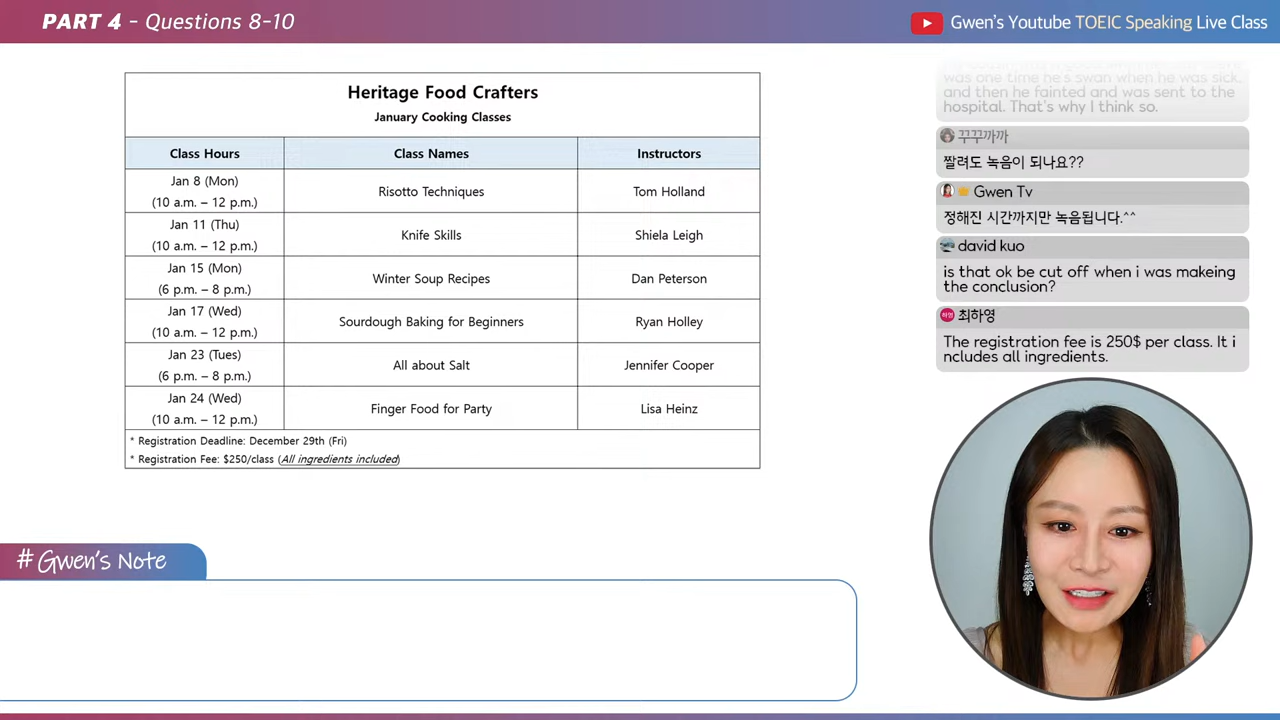 PART 4 - Questions 8-10
Gwen's Youtube TOEIC Speaking Live Class
Heritage Food Crafters
January Cooking Classes
Class Hours Class Names Instructors
Jan 8 (Mon)
(10 a.m. – 12 p.m.) Risotto Techniques Tom Holland
Jan 11 (Thu)
(10 a.m. – 12 p.m.) Knife Skills Shiela Leigh
Jan 15 (Mon)
(6 p.m. – 8 p.m.) Winter Soup Recipes Dan Peterson
Jan 17 (Wed)
(10 a.m. – 12 p.m.) Sourdough Baking for Beginners Ryan Holley
Jan 23 (Tues)
(6 p.m. – 8 p.m.) All about Salt Jennifer Cooper
Jan 24 (Wed)
(10 a.m. – 12 p.m.) Finger Food for Party Lisa Heinz
* Registration Deadline: December 29th (Fri)
* Registration Fee: $250/class (All ingredients included)
was one time he's swan when he was sick.
and then he fainted and was sent to the
hospital. That's why I think so.
꾸꾸까까
짤려도 녹음이 되나요??
Gwen Tv
정해진 시간까지만 녹음됩니다.^^
david kuo
is that ok be cut off when i was makeing
the conclusion?
하영 최하영
The registration fee is 250$ per class. It i
ncludes all ingredients.
# Gwen's Note